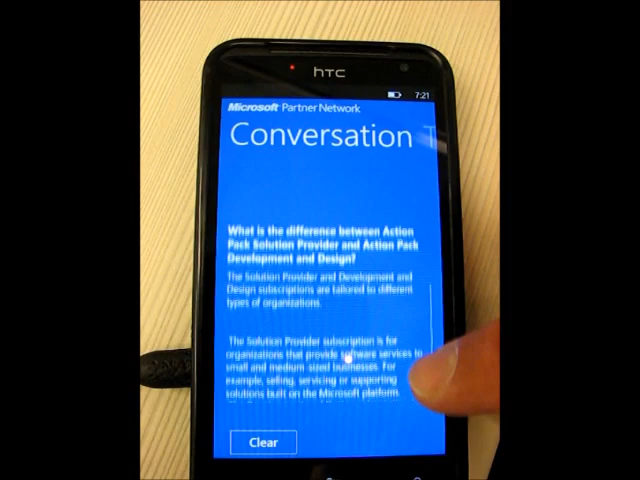 hTC
7:21
Microsoft Partner Network
Conversation T
What is the difference between Action
Pack Solution Provider and Action Pack
Development and Design?
The Solution Provider and Development and
Design subscriptions are tailored to different
types of organizations.
The Solution Provider subscription is for
organizations that provide software services to
small and medium sized businesses. For
example, selling, servicing or supporting
solutions built on the Microsoft platform.
Clear